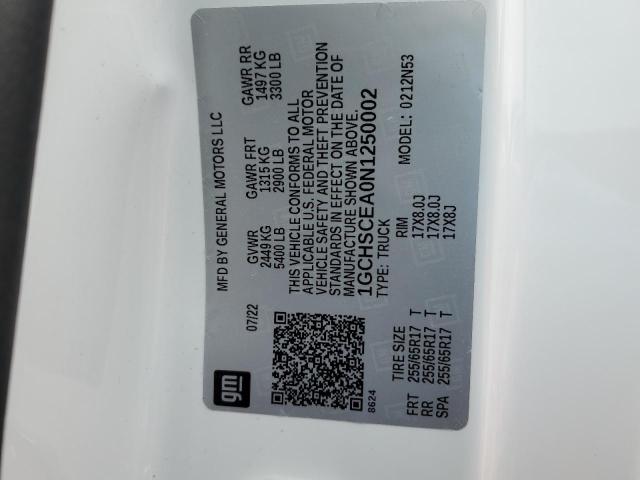 gm
MFD BY GENERAL MOTORS LLC
07/22
GVWR GAWR FRT GAWR RR
2449 KG 1315 KG 1497 KG
5400 LB 2900 LB 3300 LB
THIS VEHICLE CONFORMS TO ALL
APPLICABLE U.S. FEDERAL MOTOR
VEHICLE SAFETY AND THEFT PREVENTION
STANDARDS IN EFFECT ON THE DATE OF
MANUFACTURE SHOWN ABOVE.
1GCHSCEA0N1250002
TYPE: TRUCK MODEL: 0212N53
8624
TIRE SIZE RIM
FRT 255/65R17 T 17X8.0J
RR 255/65R17 T 17X8.0J
SPA 255/65R17 T 17X8J